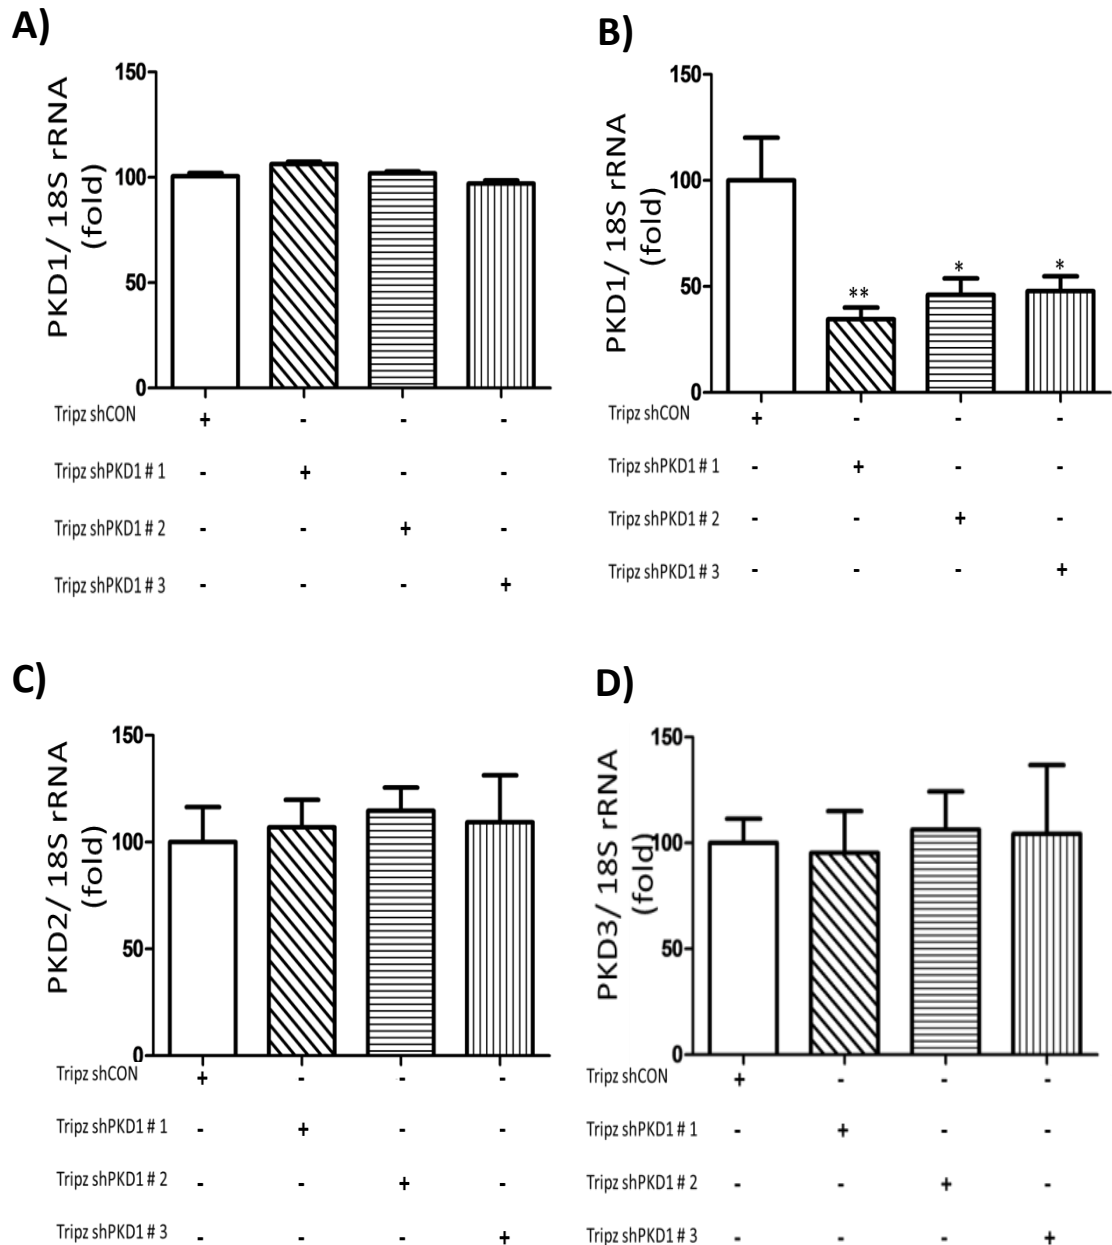 A)
PKD1/ 18S rRNA
(fold)
150
100
50
0
Tripz shCON + - - -
Tripz shPKD1 # 1 - + - -
Tripz shPKD1 # 2 - - + -
Tripz shPKD1 # 3 - - - +
B)
PKD1/ 18S rRNA
(fold)
150
100
50
0
** * *
Tripz shCON + - - -
Tripz shPKD1 # 1 - + - -
Tripz shPKD1 # 2 - - + -
Tripz shPKD1 # 3 - - - +
C)
PKD2/ 18S rRNA
(fold)
150
100
50
0
Tripz shCON + - - -
Tripz shPKD1 # 1 - + - -
Tripz shPKD1 # 2 - - + -
Tripz shPKD1 # 3 - - - +
D)
PKD3/ 18S rRNA
(fold)
150
100
50
0
Tripz shCON + - - -
Tripz shPKD1 # 1 - + - -
Tripz shPKD1 # 2 - - + -
Tripz shPKD1 # 3 - - - +